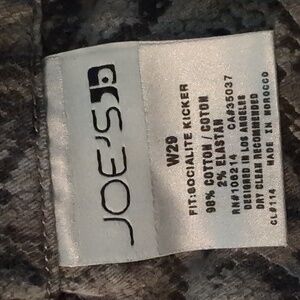 JOE'S
W29
FIT:SOCIALITE KICKER
98% COTTON / COTON
2% ELASTAN
RN#106214 CA#35037
DESIGNED IN LOS ANGELES
DRY CLEAN RECOMMENDED
MADE IN MOROCCO
CL#114